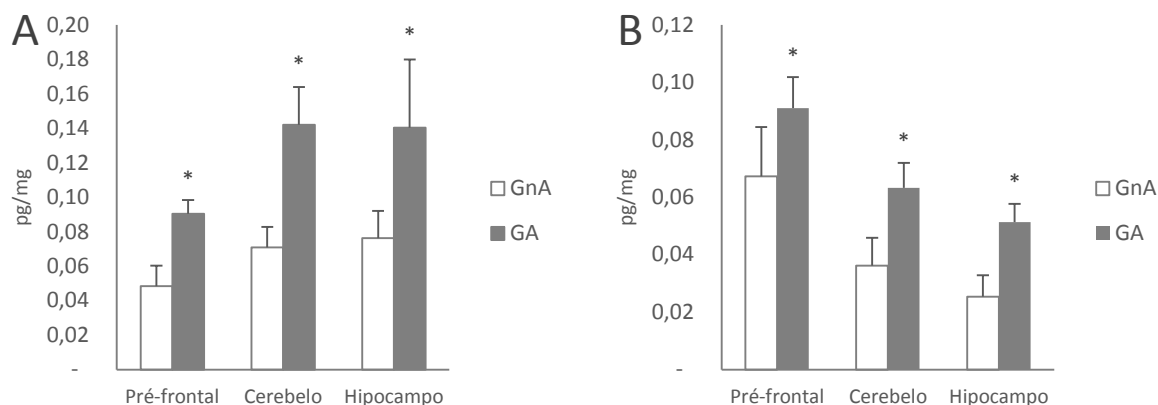 A
0,20
0,18
0,16
0,14
0,12
0,10
0,08
0,06
0,04
0,02
-
pg/mg
*
*
*
Pré-frontal Cerebelo Hipocampo
GnA
GA
B
0,12
0,10
0,08
0,06
0,04
0,02
-
pg/mg
*
*
*
Pré-frontal Cerebelo Hipocampo
GnA
GA